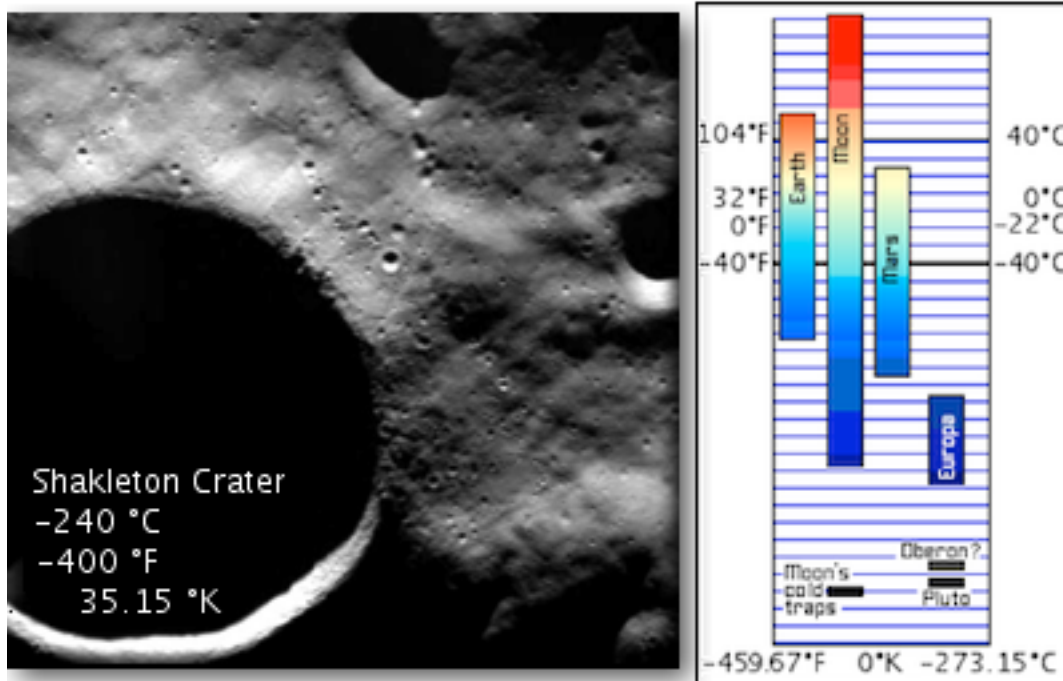 Shakleton Crater
-240 °C
-400 °F
35.15 °K
Earth
Moon
Mars
Europa
104°F
40°C
32°F
0°C
0°F
-22°C
-40°F
-40°C
Oberon?
Moon's
cold
traps
Pluto
-459.67°F 0°K -273.15°C